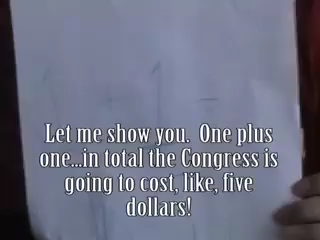 Let me show you.  One plus
one...in total the Congress is
going to cost, like, five
dollars!